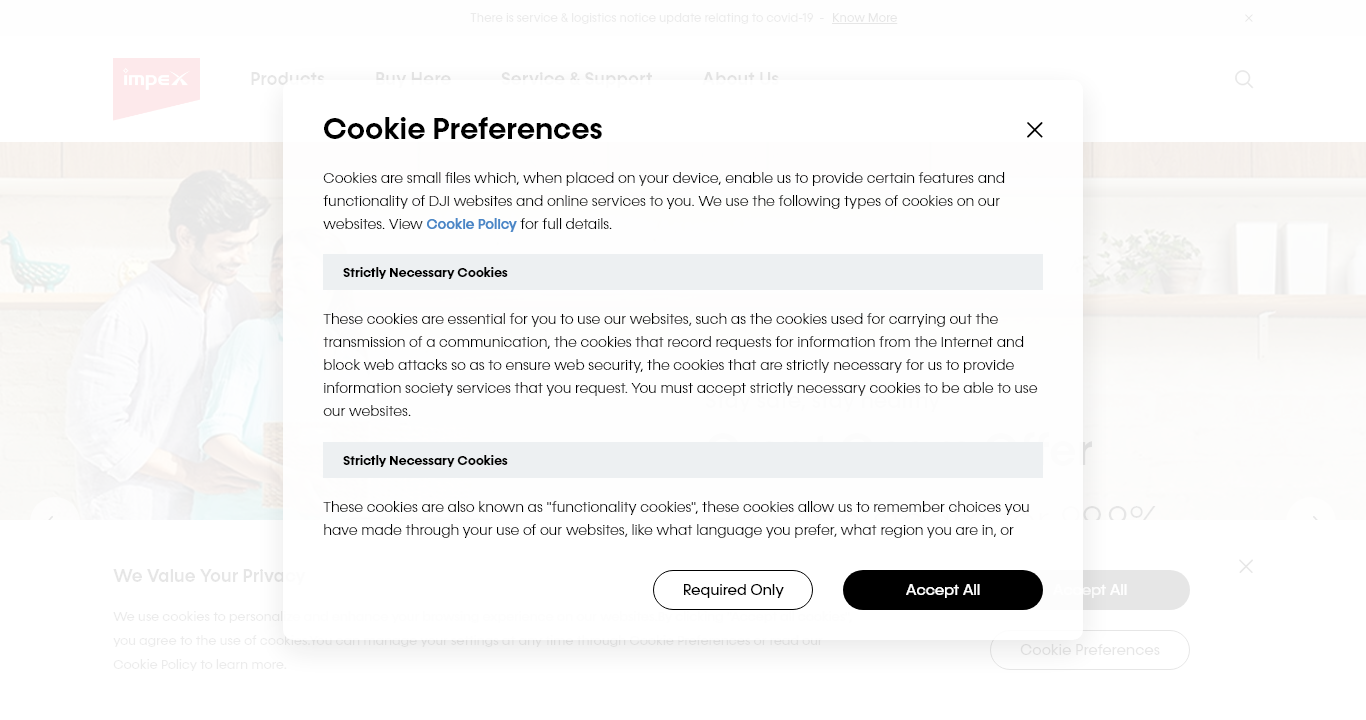 There is service & logistics notice update relating to covid-19 - Know More
impex
Products Buy Here Service & Support About Us
Cookie Preferences
Cookies are small files which, when placed on your device, enable us to provide certain features and
functionality of DJI websites and online services to you. We use the following types of cookies on our
websites. View Cookie Policy for full details.
Strictly Necessary Cookies
These cookies are essential for you to use our websites, such as the cookies used for carrying out the
transmission of a communication, the cookies that record requests for information from the Internet and
block web attacks so as to ensure web security, the cookies that are strictly necessary for us to provide
information society services that you request. You must accept strictly necessary cookies to be able to use
our websites.
Strictly Necessary Cookies
These cookies are also known as "functionality cookies", these cookies allow us to remember choices you
have made through your use of our websites, like what language you prefer, what region you are in, or
Required Only
Accept All
We Value Your Privacy
We use cookies to
you agree to the use of cookies.You can manage your settings at any time through Cookie Preferences or read our
Cookie Policy to learn more.
Accept All
Cookie Preferences